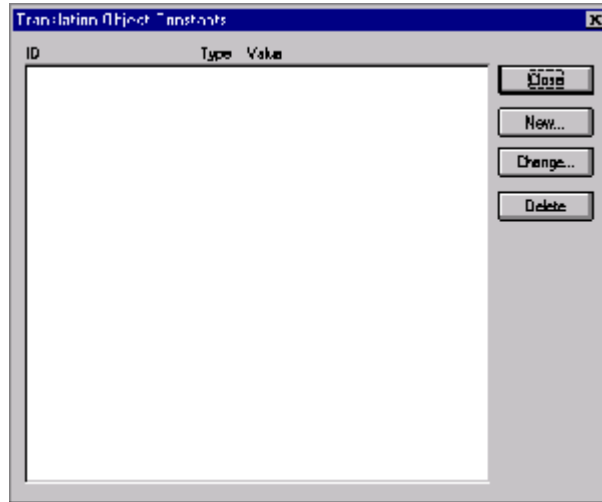 Translation Object Constants
ID Type Value
Close
New...
Change...
Delete